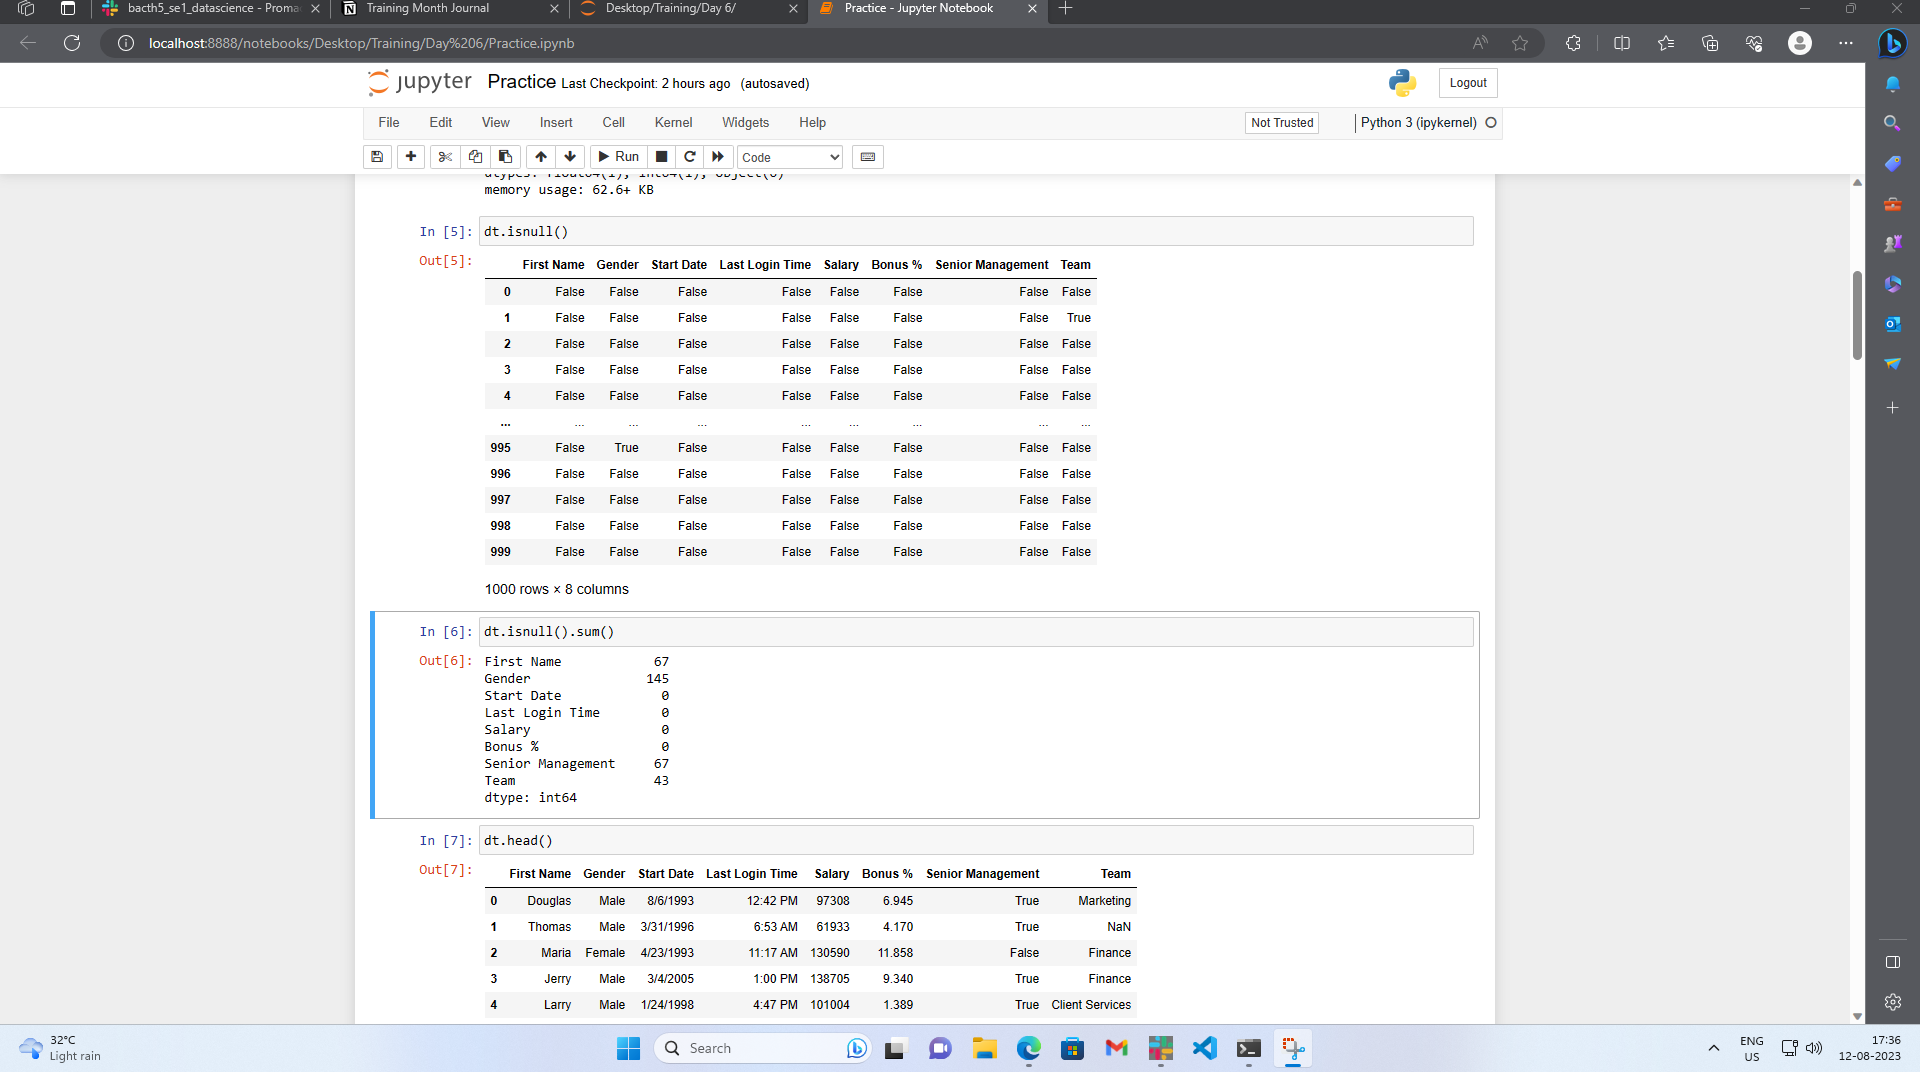 bacth5_se1_datascience - Proma
Training Month Journal
Desktop/Training/Day 6/
Practice - Jupyter Notebook
localhost:8888/notebooks/Desktop/Training/Day%206/Practice.ipynb
jupyter Practice Last Checkpoint: 2 hours ago (autosaved)
Logout
File Edit View Insert Cell Kernel Widgets Help
Not Trusted
Python 3 (ipykernel)
Run
Code
dtypes: float64(1), int64(1), object(6)
memory usage: 62.6+ KB
In [5]: dt.isnull()
Out[5]:
First Name Gender Start Date Last Login Time Salary Bonus % Senior Management Team
0 False False False False False False False False
1 False False False False False False False True
2 False False False False False False False False
3 False False False False False False False False
4 False False False False False False False False
... ... ... ... ... ... ... ... ...
995 False True False False False False False False
996 False False False False False False False False
997 False False False False False False False False
998 False False False False False False False False
999 False False False False False False False False
1000 rows × 8 columns
In [6]: dt.isnull().sum()
Out[6]: First Name 67
Gender 145
Start Date 0
Last Login Time 0
Salary 0
Bonus % 0
Senior Management 67
Team 43
dtype: int64
In [7]: dt.head()
Out[7]:
First Name Gender Start Date Last Login Time Salary Bonus % Senior Management Team
0 Douglas Male 8/6/1993 12:42 PM 97308 6.945 True Marketing
1 Thomas Male 3/31/1996 6:53 AM 61933 4.170 True NaN
2 Maria Female 4/23/1993 11:17 AM 130590 11.858 False Finance
3 Jerry Male 3/4/2005 1:00 PM 138705 9.340 True Finance
4 Larry Male 1/24/1998 4:47 PM 101004 1.389 True Client Services
32°C
Light rain
Search
ENG
US
17:36
12-08-2023